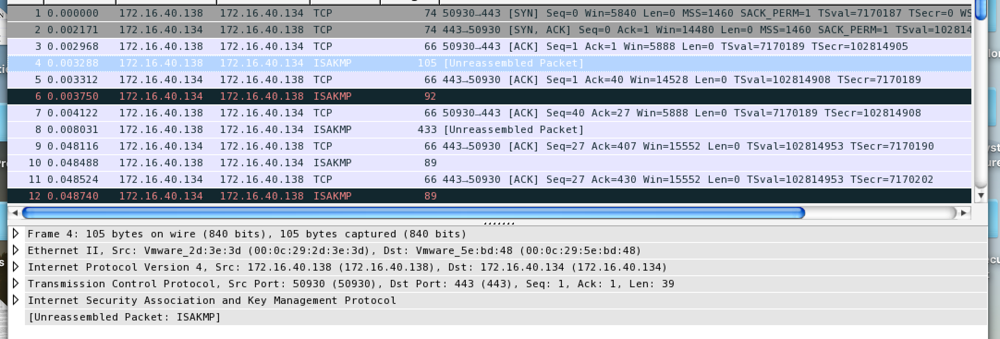 1 0.000000 172.16.40.138 172.16.40.134 TCP 74 50930→443 [SYN] Seq=0 Win=5840 Len=0 MSS=1460 SACK_PERM=1 TSval=7170187 TSecr=0 WS
2 0.002171 172.16.40.134 172.16.40.138 TCP 74 443→50930 [SYN, ACK] Seq=0 Ack=1 Win=14480 Len=0 MSS=1460 SACK_PERM=1 TSval=102814
3 0.002968 172.16.40.138 172.16.40.134 TCP 66 50930→443 [ACK] Seq=1 Ack=1 Win=5888 Len=0 TSval=7170189 TSecr=102814905
4 0.003288 172.16.40.138 172.16.40.134 ISAKMP 105 [Unreassembled Packet]
5 0.003312 172.16.40.134 172.16.40.138 TCP 66 443→50930 [ACK] Seq=1 Ack=40 Win=14528 Len=0 TSval=102814908 TSecr=7170189
6 0.003750 172.16.40.134 172.16.40.138 ISAKMP 92
7 0.004122 172.16.40.138 172.16.40.134 TCP 66 50930→443 [ACK] Seq=40 Ack=27 Win=5888 Len=0 TSval=7170189 TSecr=102814908
8 0.008031 172.16.40.138 172.16.40.134 ISAKMP 433 [Unreassembled Packet]
9 0.048116 172.16.40.134 172.16.40.138 TCP 66 443→50930 [ACK] Seq=27 Ack=407 Win=15552 Len=0 TSval=102814953 TSecr=7170190
10 0.048488 172.16.40.138 172.16.40.134 ISAKMP 89
11 0.048524 172.16.40.134 172.16.40.138 TCP 66 443→50930 [ACK] Seq=27 Ack=430 Win=15552 Len=0 TSval=102814953 TSecr=7170202
12 0.048740 172.16.40.134 172.16.40.138 ISAKMP 89
Frame 4: 105 bytes on wire (840 bits), 105 bytes captured (840 bits)
Ethernet II, Src: Vmware_2d:3e:3d (00:0c:29:2d:3e:3d), Dst: Vmware_5e:bd:48 (00:0c:29:5e:bd:48)
Internet Protocol Version 4, Src: 172.16.40.138 (172.16.40.138), Dst: 172.16.40.134 (172.16.40.134)
Transmission Control Protocol, Src Port: 50930 (50930), Dst Port: 443 (443), Seq: 1, Ack: 1, Len: 39
Internet Security Association and Key Management Protocol
[Unreassembled Packet: ISAKMP]